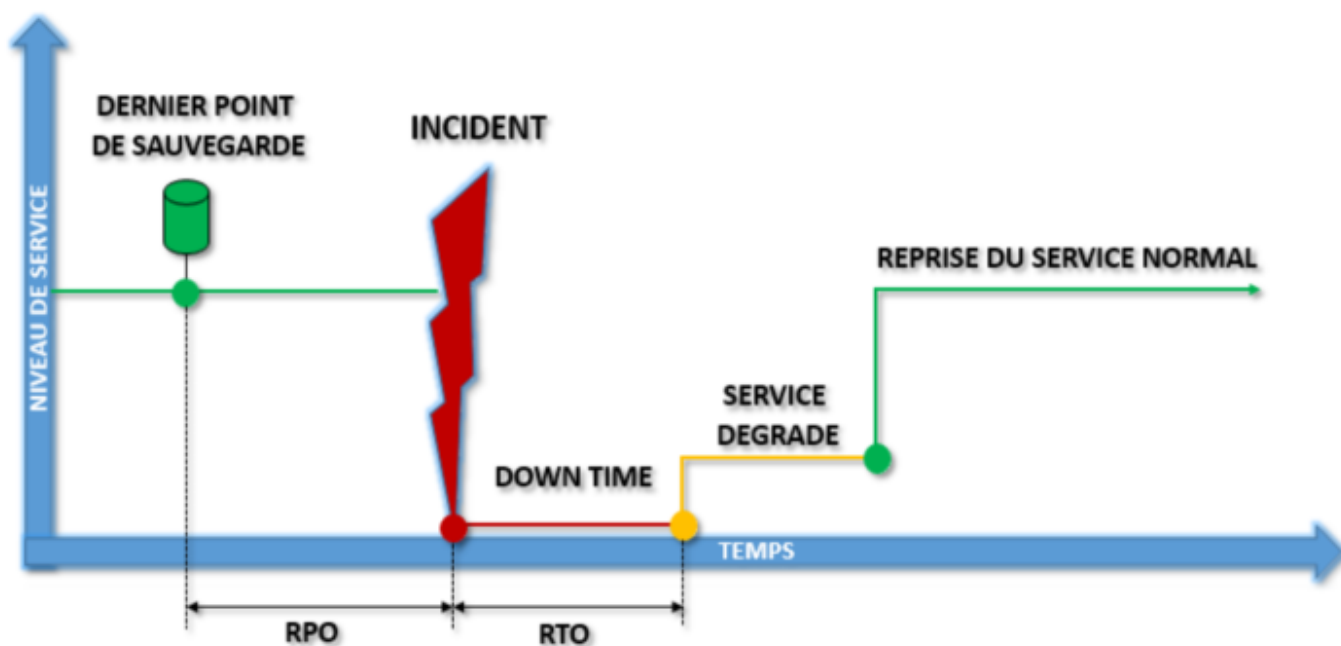 DERNIER POINT
DE SAUVEGARDE
INCIDENT
NIVEAU DE SERVICE
REPRISE DU SERVICE NORMAL
SERVICE
DEGRADE
DOWN TIME
TEMPS
RPO
RTO